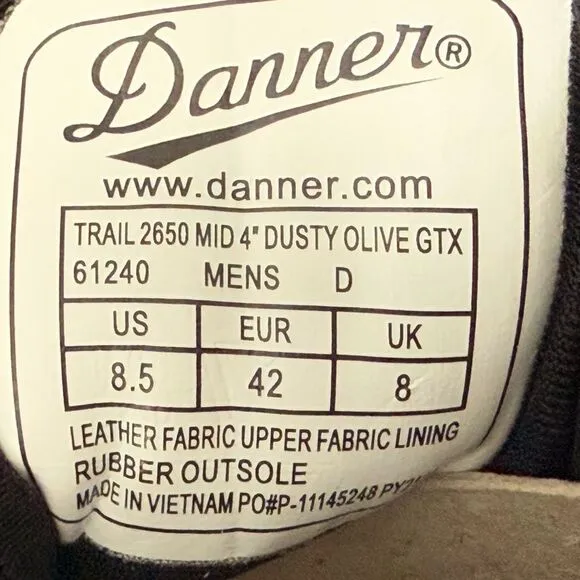 Danner®
www.danner.com
TRAIL 2650 MID 4" DUSTY OLIVE GTX
61240 MENS D
US EUR UK
8.5 42 8
LEATHER FABRIC UPPER FABRIC LINING
RUBBER OUTSOLE
MADE IN VIETNAM PO#P-11145248